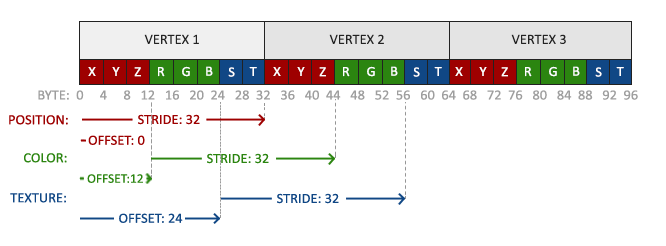 VERTEX 1 VERTEX 2 VERTEX 3
X Y Z R G B S T X Y Z R G B S T X Y Z R G B S T
BYTE: 0 4 8 12 16 20 24 28 32 36 40 44 48 52 56 60 64 68 72 76 80 84 88 92 96
POSITION: STRIDE: 32
OFFSET: 0
COLOR: STRIDE: 32
OFFSET:12
TEXTURE: STRIDE: 32
OFFSET: 24